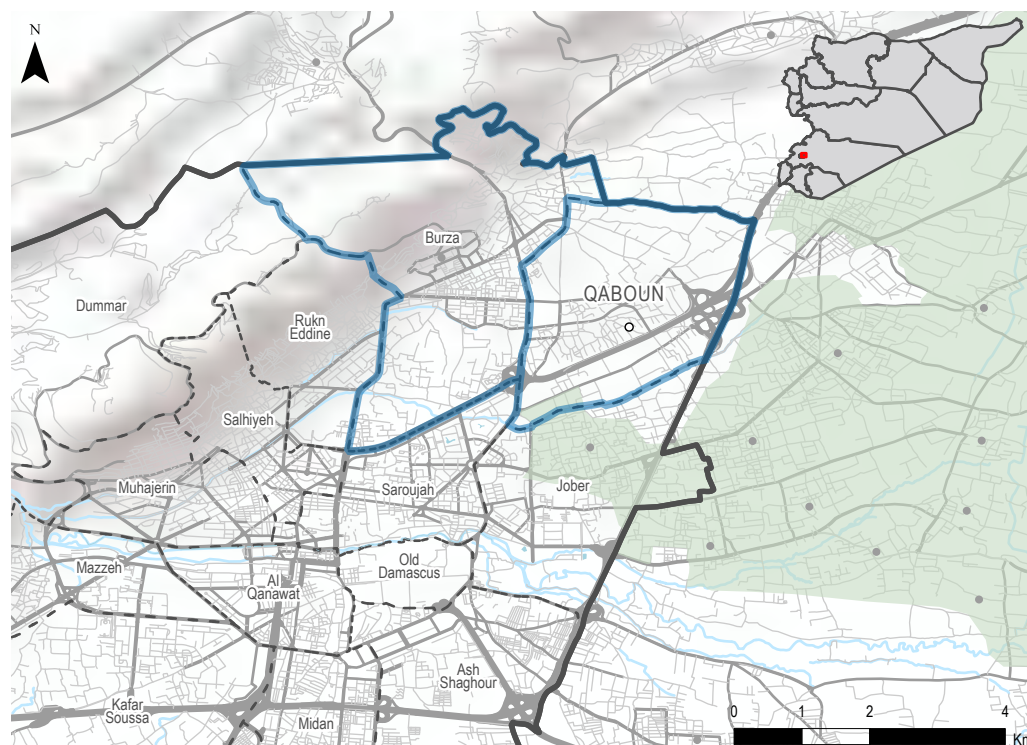 N
Burza
QABOUN
Dummar
Rukn
Eddine
Salhiyeh
Muhajerin
Saroujah
Jober
Mazzeh
Old
Damascus
Al
Qanawat
Ash
Shaghour
Kafar
Soussa
Midan
0 1 2 4
Km